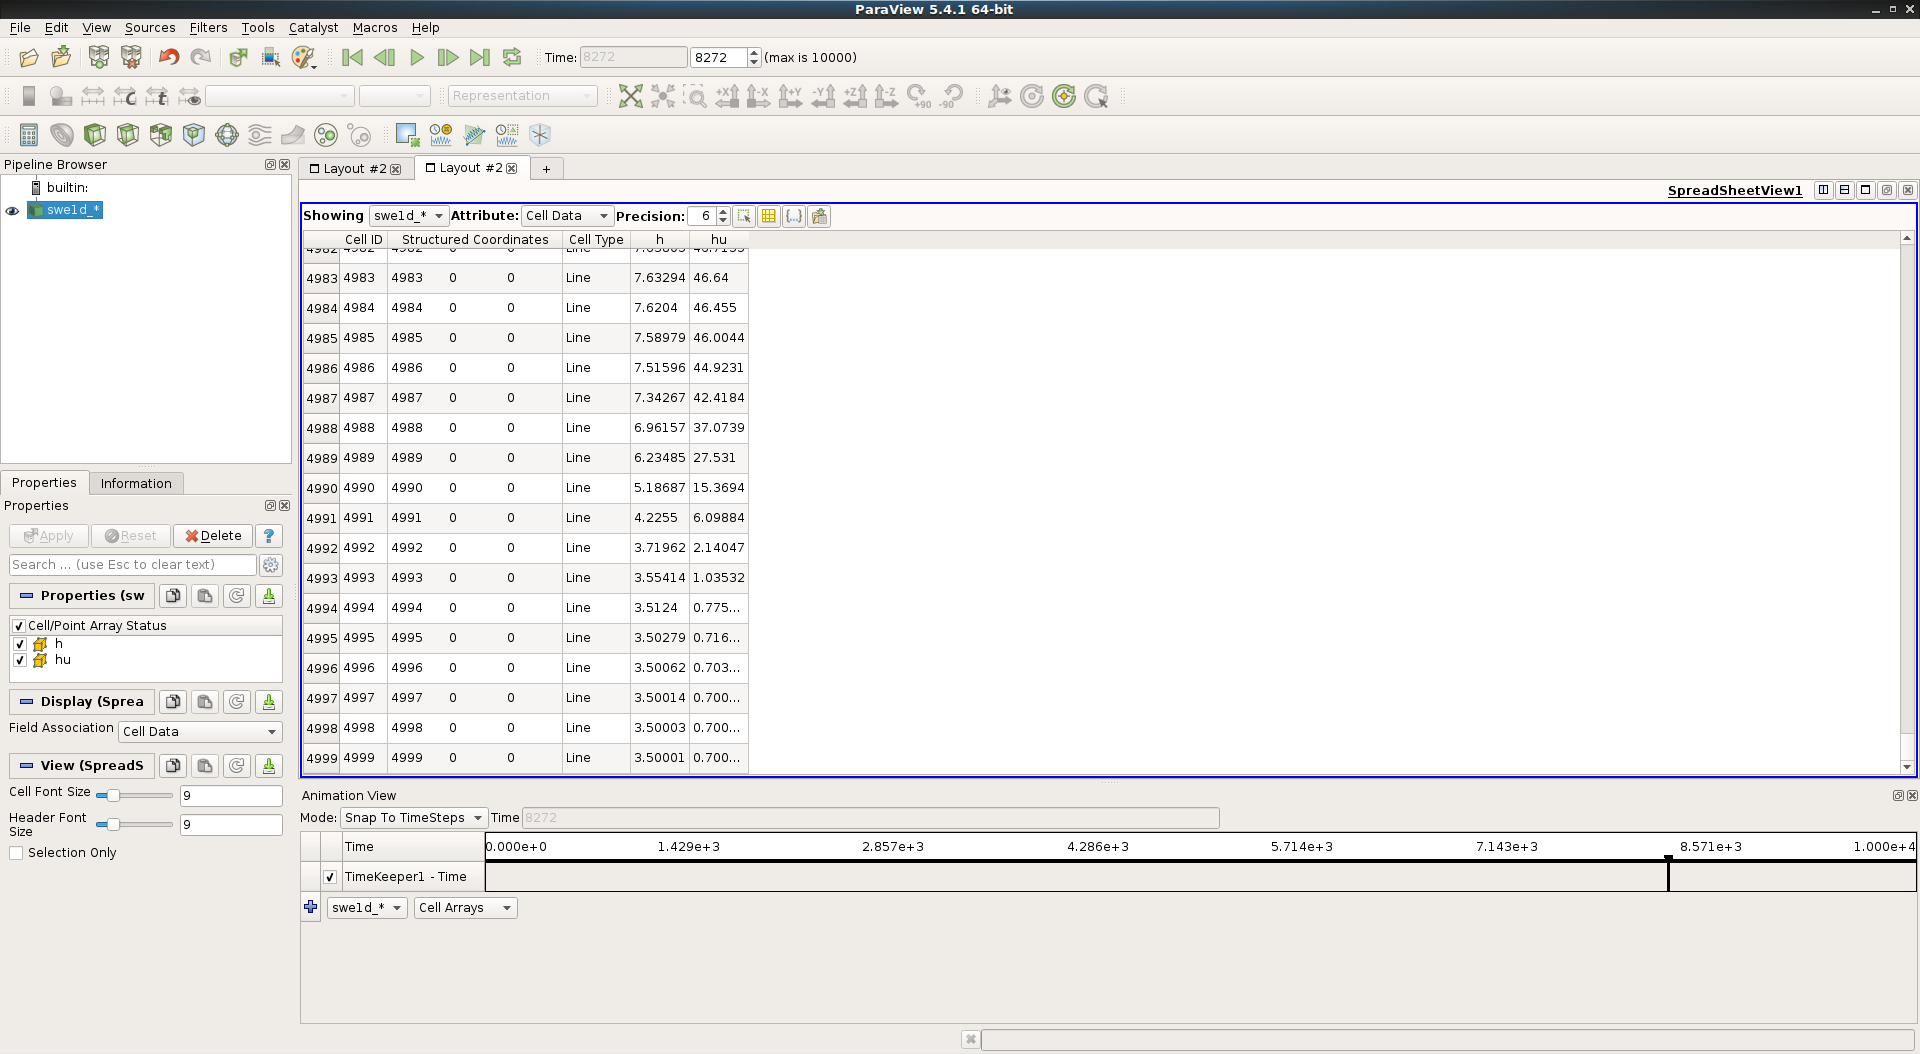 ParaView 5.4.1 64-bit
File Edit View Sources Filters Tools Catalyst Macros Help
Time: 8272 8272 (max is 10000)
Representation
+X -X +Y -Y +Z -Z +90 -90
Pipeline Browser
builtin:
swe1d_*
Properties Information
Properties
Apply Reset Delete ?
Search ... (use Esc to clear text)
Properties (sw
Cell/Point Array Status
h
hu
Display (Sprea
Field Association Cell Data
View (SpreadS
Cell Font Size 9
Header Font Size 9
Selection Only
Layout #2 Layout #2 +
SpreadSheetView1
Showing swe1d_* Attribute: Cell Data Precision: 6
Cell ID Structured Coordinates Cell Type h hu
4982 4982 4982 0 0 Line 7.63803 46.7153
4983 4983 4983 0 0 Line 7.63294 46.64
4984 4984 4984 0 0 Line 7.6204 46.455
4985 4985 4985 0 0 Line 7.58979 46.0044
4986 4986 4986 0 0 Line 7.51596 44.9231
4987 4987 4987 0 0 Line 7.34267 42.4184
4988 4988 4988 0 0 Line 6.96157 37.0739
4989 4989 4989 0 0 Line 6.23485 27.531
4990 4990 4990 0 0 Line 5.18687 15.3694
4991 4991 4991 0 0 Line 4.2255 6.09884
4992 4992 4992 0 0 Line 3.71962 2.14047
4993 4993 4993 0 0 Line 3.55414 1.03532
4994 4994 4994 0 0 Line 3.5124 0.775...
4995 4995 4995 0 0 Line 3.50279 0.716...
4996 4996 4996 0 0 Line 3.50062 0.703...
4997 4997 4997 0 0 Line 3.50014 0.700...
4998 4998 4998 0 0 Line 3.50003 0.700...
4999 4999 4999 0 0 Line 3.50001 0.700...
Animation View
Mode: Snap To TimeSteps Time 8272
Time 0.000e+0 1.429e+3 2.857e+3 4.286e+3 5.714e+3 7.143e+3 8.571e+3 1.000e+4
TimeKeeper1 - Time
swe1d_* Cell Arrays